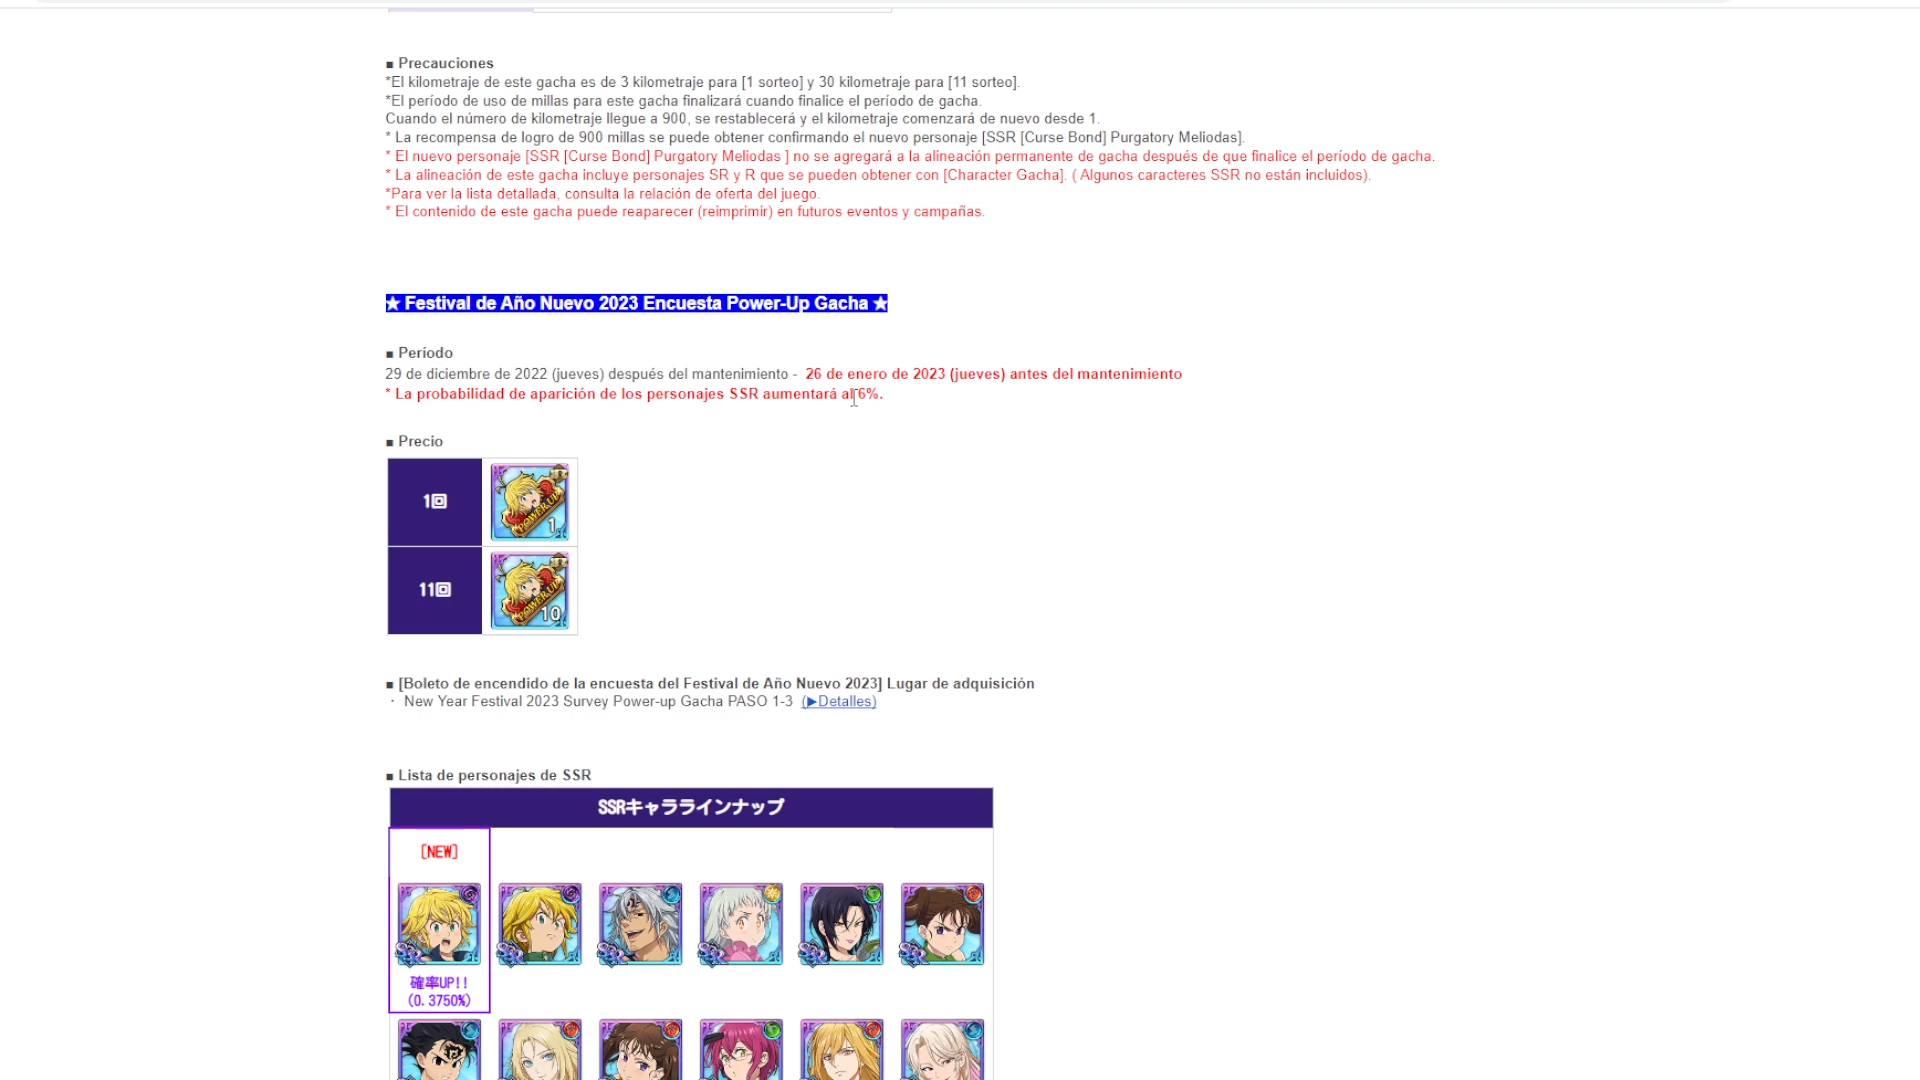 ■ Precauciones
*El kilometraje de este gacha es de 3 kilometraje para [1 sorteo] y 30 kilometraje para [11 sorteo].
*El período de uso de millas para este gacha finalizará cuando finalice el período de gacha.
Cuando el número de kilometraje llegue a 900, se restablecerá y el kilometraje comenzará de nuevo desde 1.
* La recompensa de logro de 900 millas se puede obtener confirmando el nuevo personaje [SSR [Curse Bond] Purgatory Meliodas].
* El nuevo personaje [SSR [Curse Bond] Purgatory Meliodas ] no se agregará a la alineación permanente de gacha después de que finalice el período de gacha.
* La alineación de este gacha incluye personajes SR y R que se pueden obtener con [Character Gacha]. ( Algunos caracteres SSR no están incluidos).
*Para ver la lista detallada, consulta la relación de oferta del juego.
* El contenido de este gacha puede reaparecer (reimprimir) en futuros eventos y campañas.
★ Festival de Año Nuevo 2023 Encuesta Power-Up Gacha ★
■ Período
29 de diciembre de 2022 (jueves) después del mantenimiento - 26 de enero de 2023 (jueves) antes del mantenimiento
* La probabilidad de aparición de los personajes SSR aumentará al 6%.
■ Precio
1回
POWER UP
1
11回
POWER UP
10
■ [Boleto de encendido de la encuesta del Festival de Año Nuevo 2023] Lugar de adquisición
・ New Year Festival 2023 Survey Power-up Gacha PASO 1-3 (▶Detalles)
■ Lista de personajes de SSR
SSRキャララインナップ
[NEW]
確率UP!!
(0.3750%)